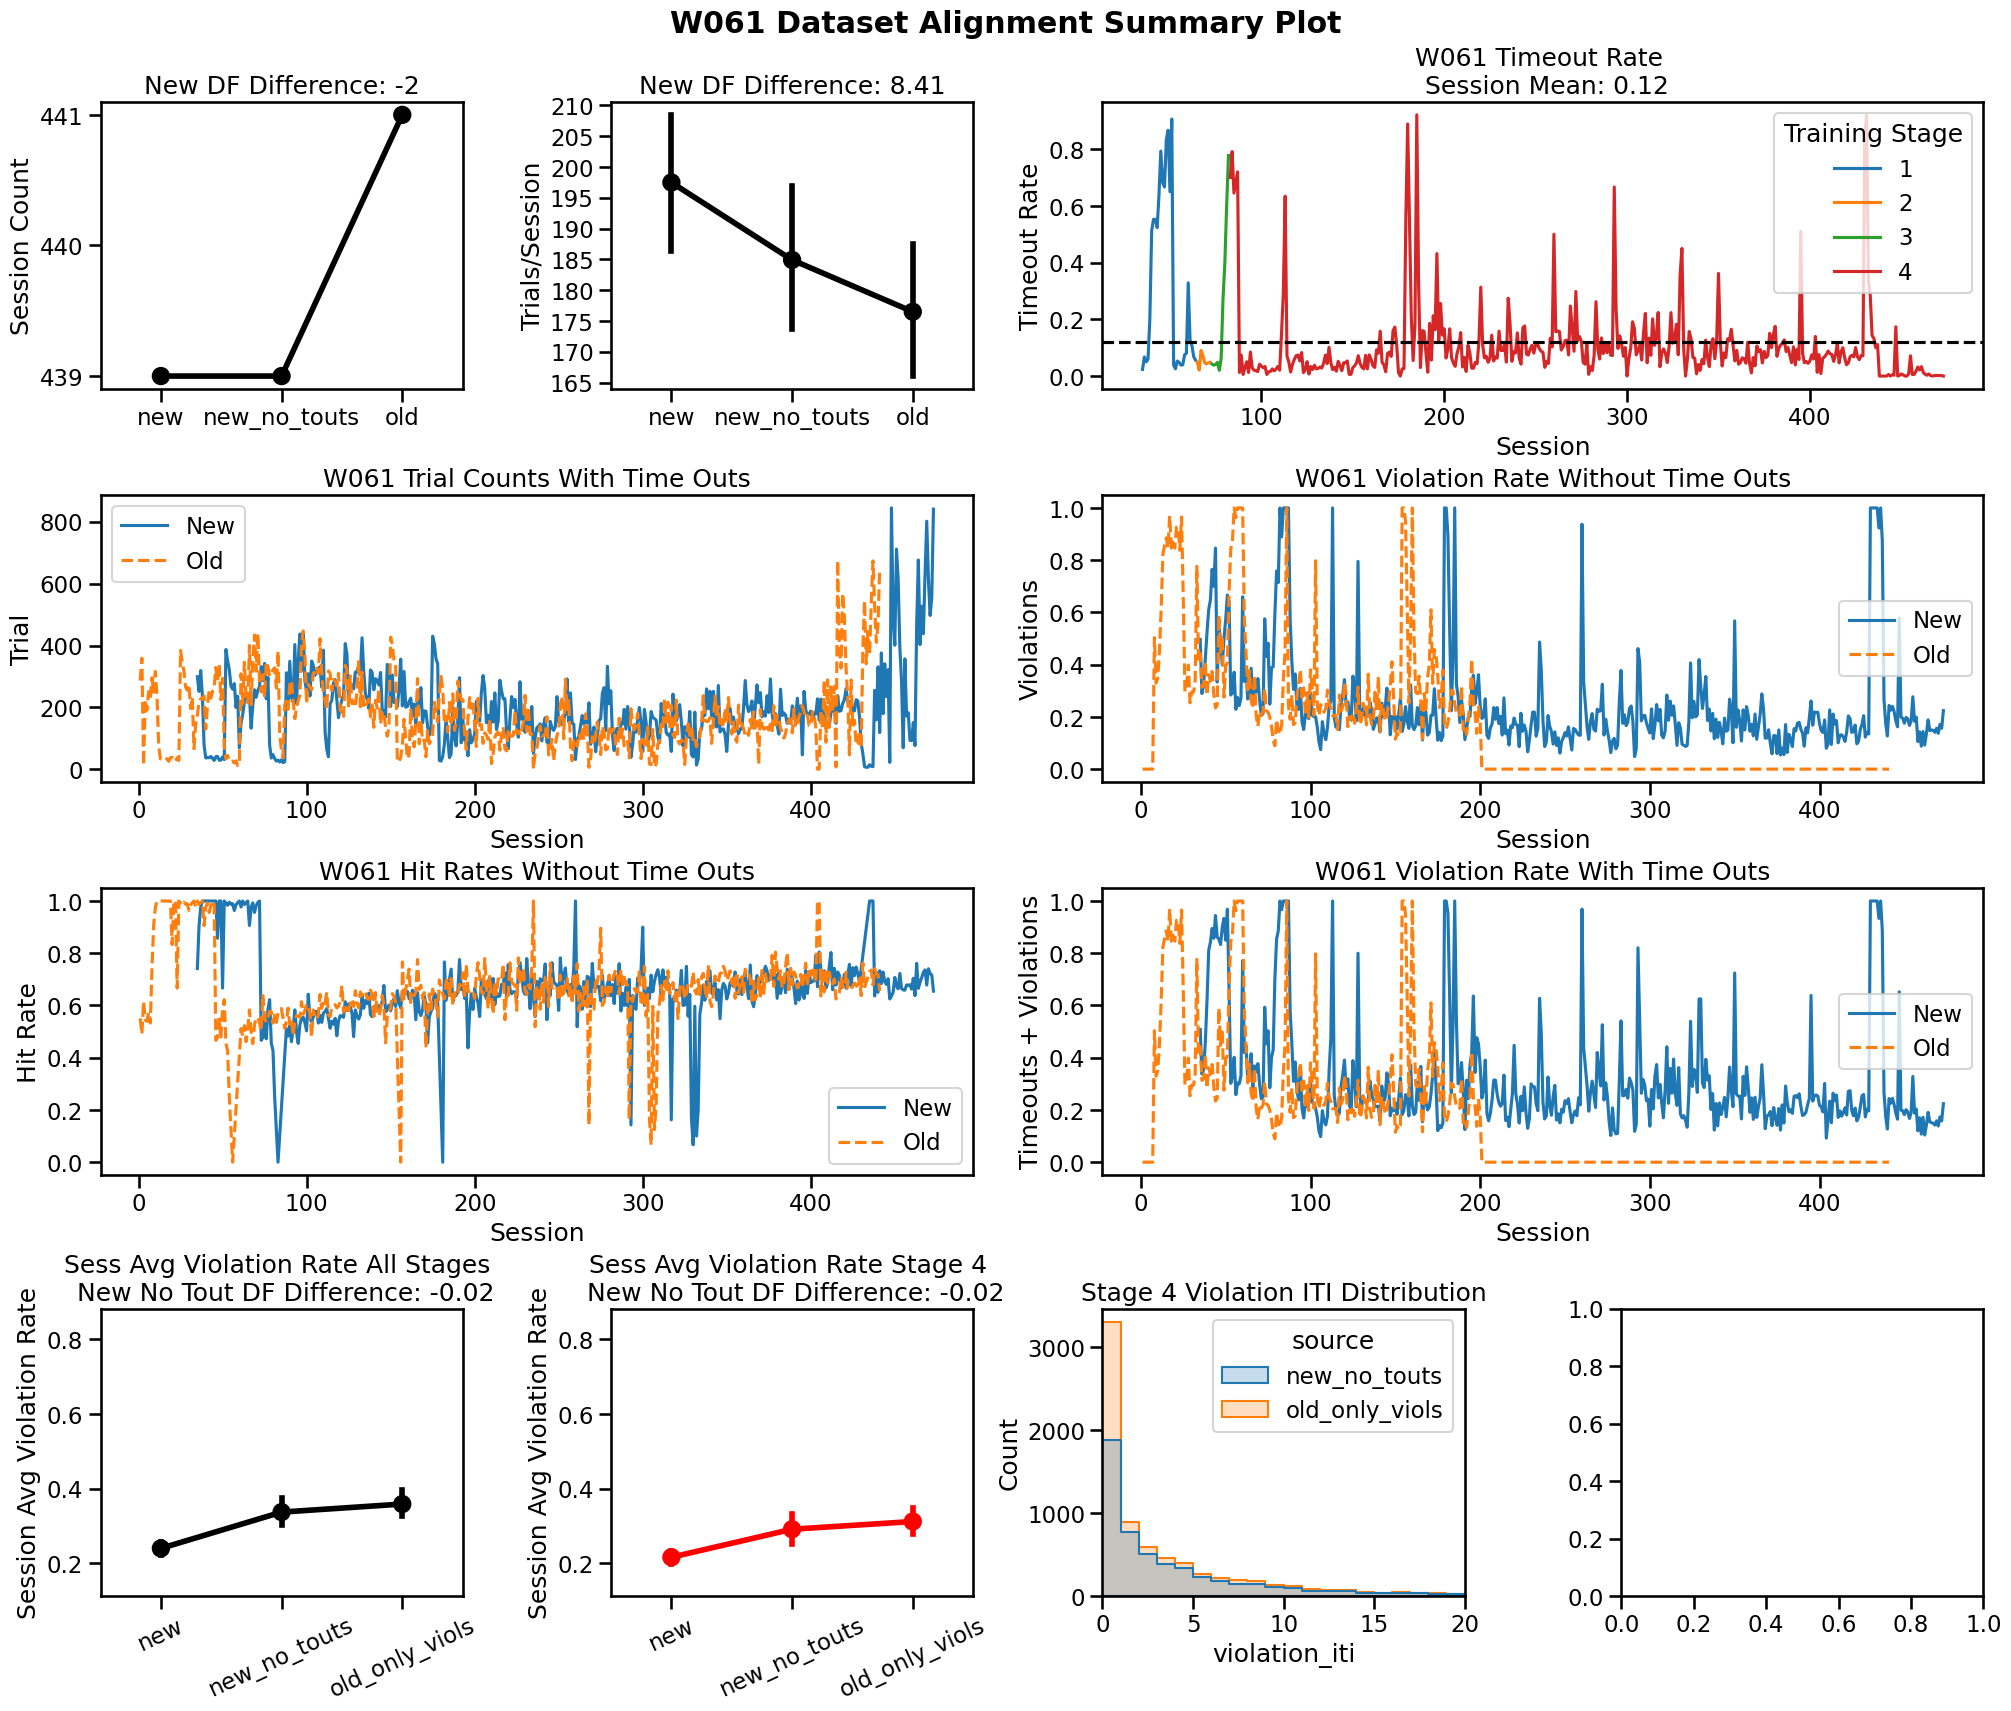 W061 Dataset Alignment Summary Plot
New DF Difference: -2
441
440
439
Session Count
new
new_no_touts
old
New DF Difference: 8.41
210
205
200
195
190
185
180
175
170
165
Trials/Session
new
new_no_touts
old
W061 Timeout Rate
Session Mean: 0.12
0.8
0.6
0.4
0.2
0.0
Timeout Rate
Training Stage
1
2
3
4
100
200
300
400
Session
W061 Trial Counts With Time Outs
800
600
400
200
0
Trial
New
Old
0
100
200
300
400
Session
W061 Violation Rate Without Time Outs
1.0
0.8
0.6
0.4
0.2
0.0
Violations
New
Old
0
100
200
300
400
Session
W061 Hit Rates Without Time Outs
1.0
0.8
0.6
0.4
0.2
0.0
Hit Rate
New
Old
0
100
200
300
400
Session
W061 Violation Rate With Time Outs
1.0
0.8
0.6
0.4
0.2
0.0
Timeouts + Violations
New
Old
0
100
200
300
400
Session
Sess Avg Violation Rate All Stages
New No Tout DF Difference: -0.02
0.8
0.6
0.4
0.2
Session Avg Violation Rate
new
new_no_touts
old_only_viols
Sess Avg Violation Rate Stage 4
New No Tout DF Difference: -0.02
0.8
0.6
0.4
0.2
Session Avg Violation Rate
new
new_no_touts
old_only_viols
Stage 4 Violation ITI Distribution
3000
2000
1000
0
Count
source
new_no_touts
old_only_viols
0
5
10
15
20
violation_iti
1.0
0.8
0.6
0.4
0.2
0.0
0.0
0.2
0.4
0.6
0.8
1.0